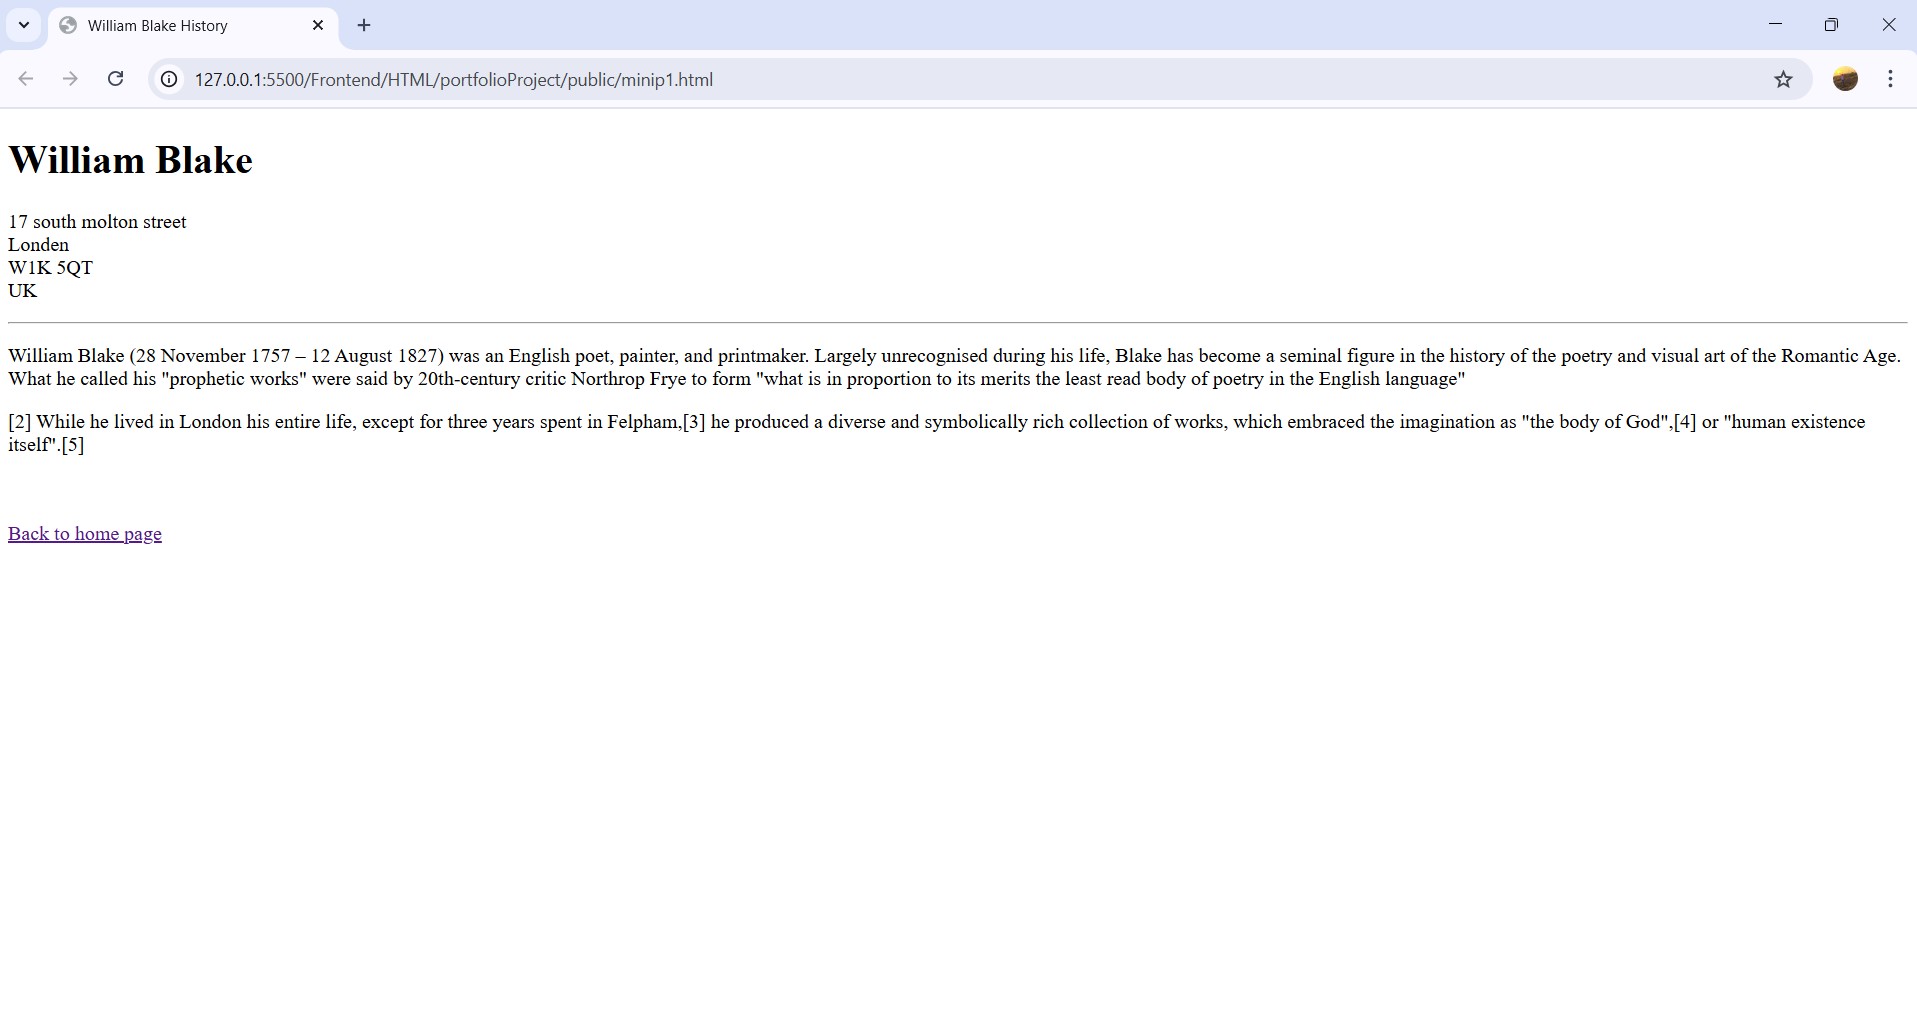 William Blake History
127.0.0.1:5500/Frontend/HTML/portfolioProject/public/minip1.html
William Blake
17 south molton street
Londen
W1K 5QT
UK
William Blake (28 November 1757 – 12 August 1827) was an English poet, painter, and printmaker. Largely unrecognised during his life, Blake has become a seminal figure in the history of the poetry and visual art of the Romantic Age.
What he called his "prophetic works" were said by 20th-century critic Northrop Frye to form "what is in proportion to its merits the least read body of poetry in the English language"
[2] While he lived in London his entire life, except for three years spent in Felpham,[3] he produced a diverse and symbolically rich collection of works, which embraced the imagination as "the body of God",[4] or "human existence
itself".[5]
Back to home page